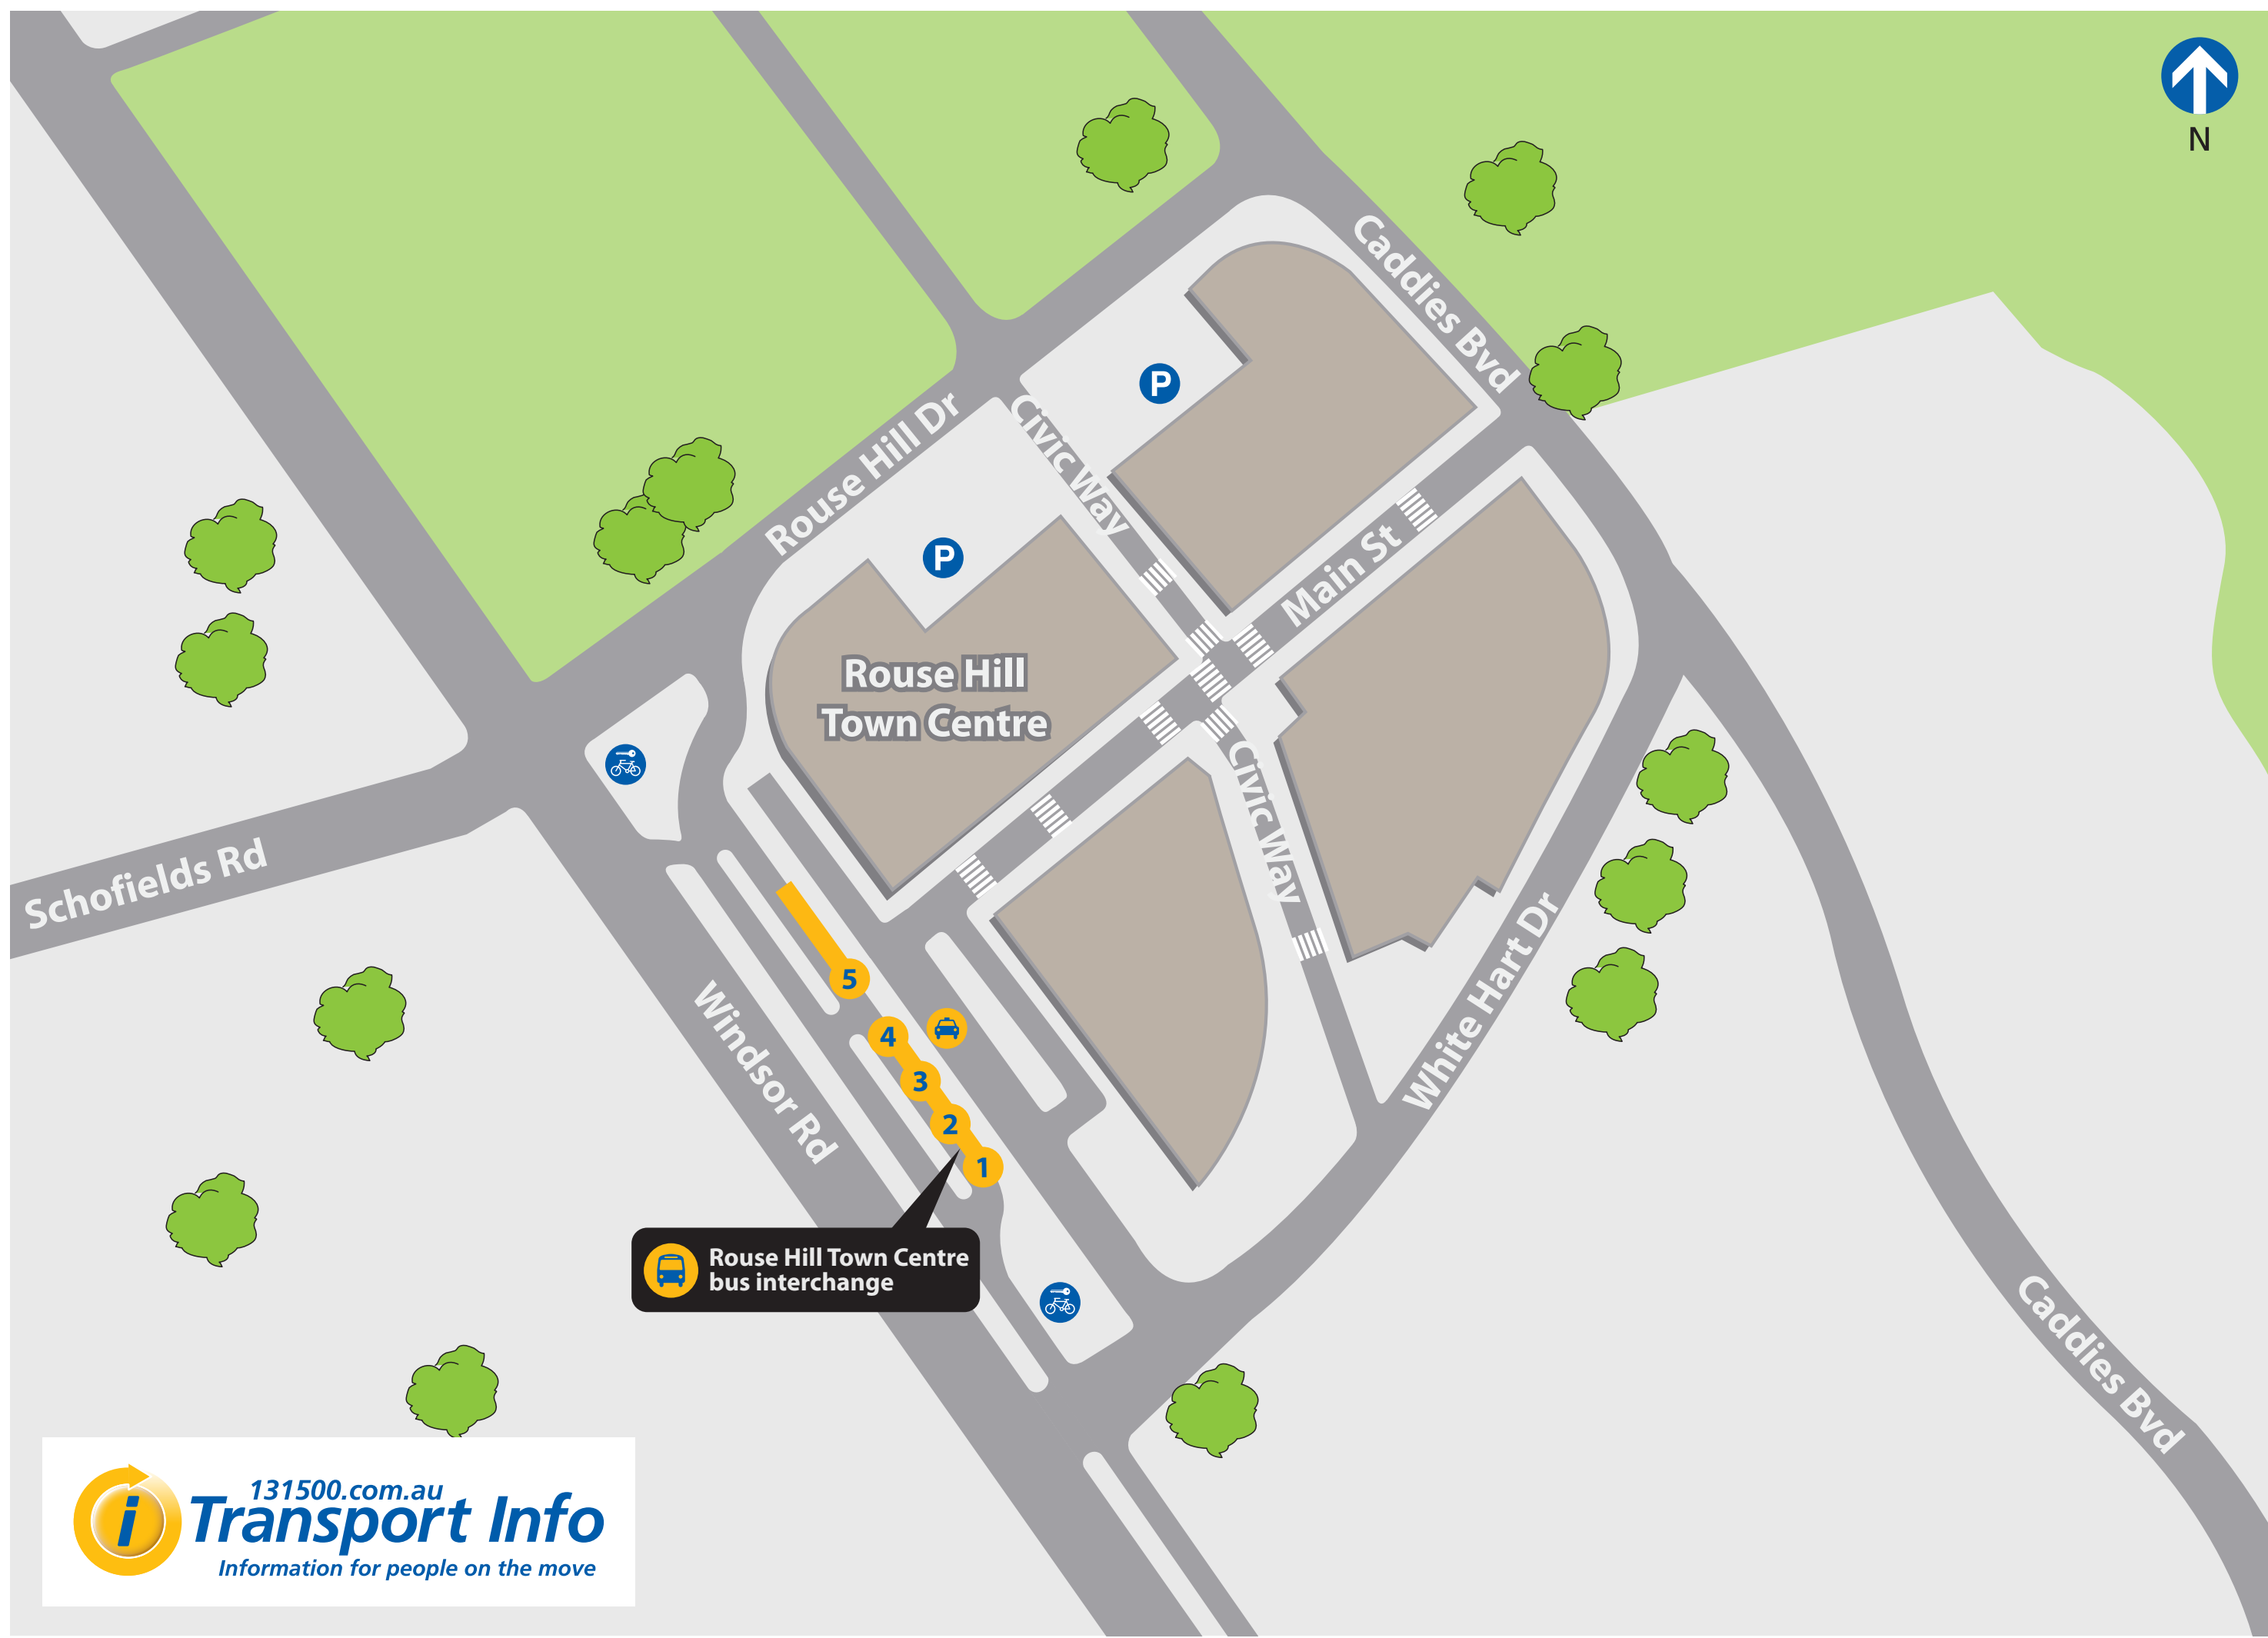 N
Caddies Bvd
P
Rouse Hill Dr
Civic Way
P
Main St
Rouse Hill
Town Centre
Civic Way
Schofields Rd
White Hart Dr
5
4
3
2
1
Windsor Rd
Rouse Hill Town Centre
bus interchange
Caddies Bvd
131500.com.au
i
Transport Info
Information for people on the move